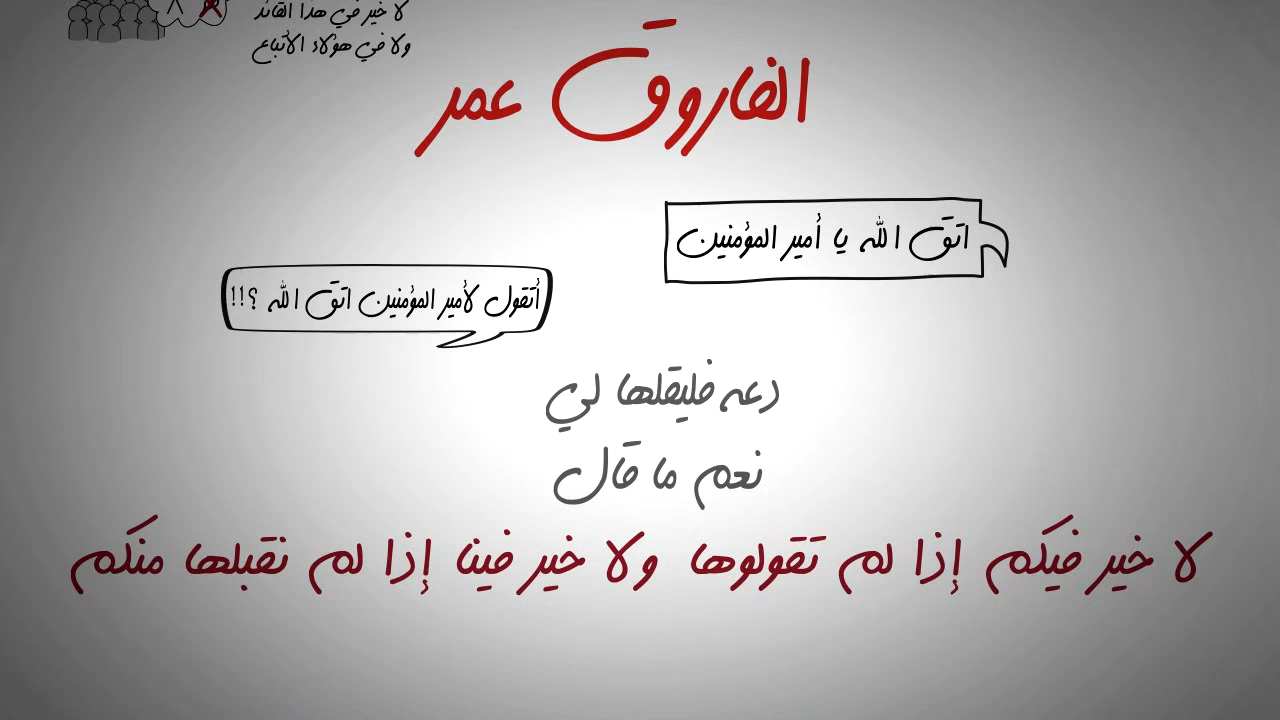 لا خير في هذا القائد
ولا في هؤلاء الأتباع
الفاروق عمر
اتق الله يا أمير المؤمنين
أتقول لأمير المؤمنين اتق الله ؟!!
دعه فليقلها لي
نعم ما قال
لا خير فيكم إذا لم تقولوها ولا خير فينا إذا لم نقبلها منكم